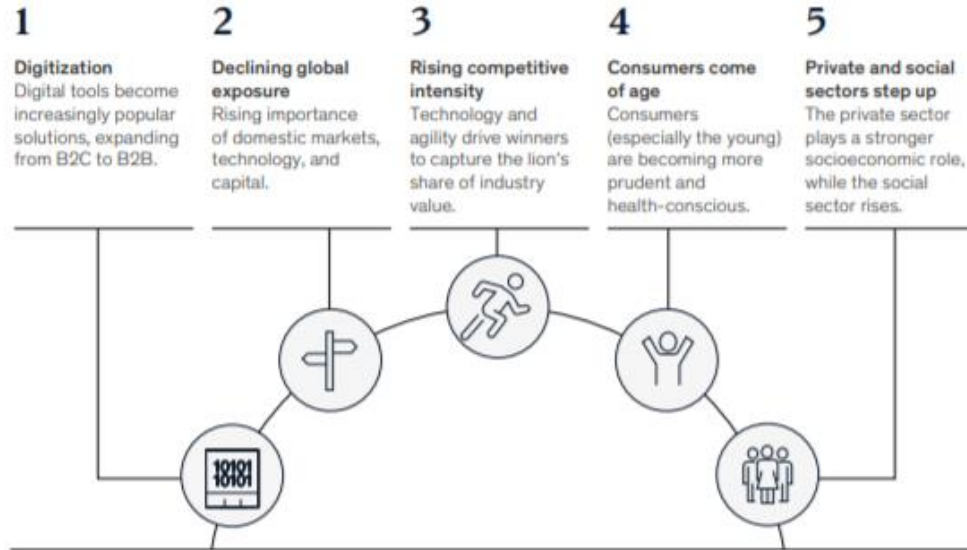 1
Digitization
Digital tools become
increasingly popular
solutions, expanding
from B2C to B2B.
2
Declining global
exposure
Rising importance
of domestic markets,
technology, and
capital.
3
Rising competitive
intensity
Technology and
agility drive winners
to capture the lion's
share of industry
value.
4
Consumers come
of age
Consumers
(especially the young)
are becoming more
prudent and
health-conscious.
5
Private and social
sectors step up
The private sector
plays a stronger
socioeconomic role,
while the social
sector rises.
10101
10101